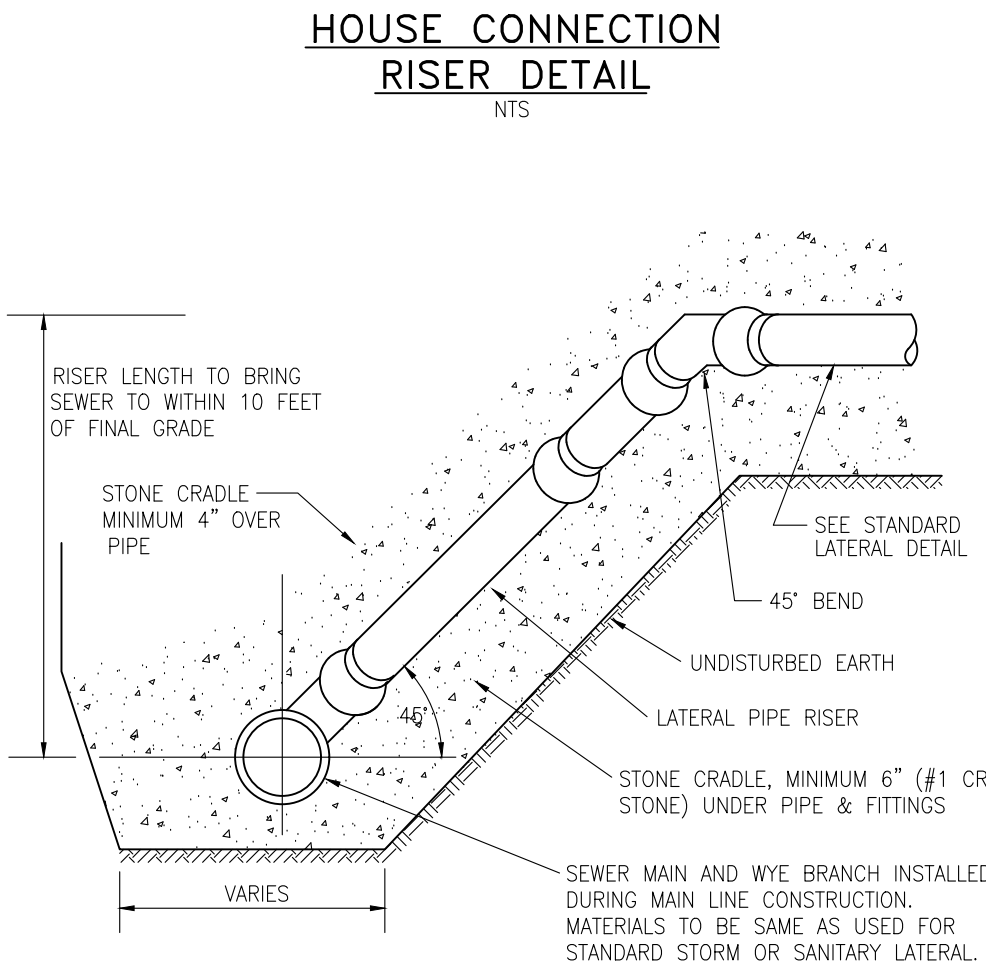 HOUSE CONNECTION
RISER DETAIL
NTS
RISER LENGTH TO BRING
SEWER TO WITHIN 10 FEET
OF FINAL GRADE
STONE CRADLE
MINIMUM 4" OVER
PIPE
SEE STANDARD
LATERAL DETAIL
45° BEND
UNDISTURBED EARTH
LATERAL PIPE RISER
45°
STONE CRADLE, MINIMUM 6" (#1 CR
STONE) UNDER PIPE & FITTINGS
VARIES
SEWER MAIN AND WYE BRANCH INSTALLED
DURING MAIN LINE CONSTRUCTION.
MATERIALS TO BE SAME AS USED FOR
STANDARD STORM OR SANITARY LATERAL.